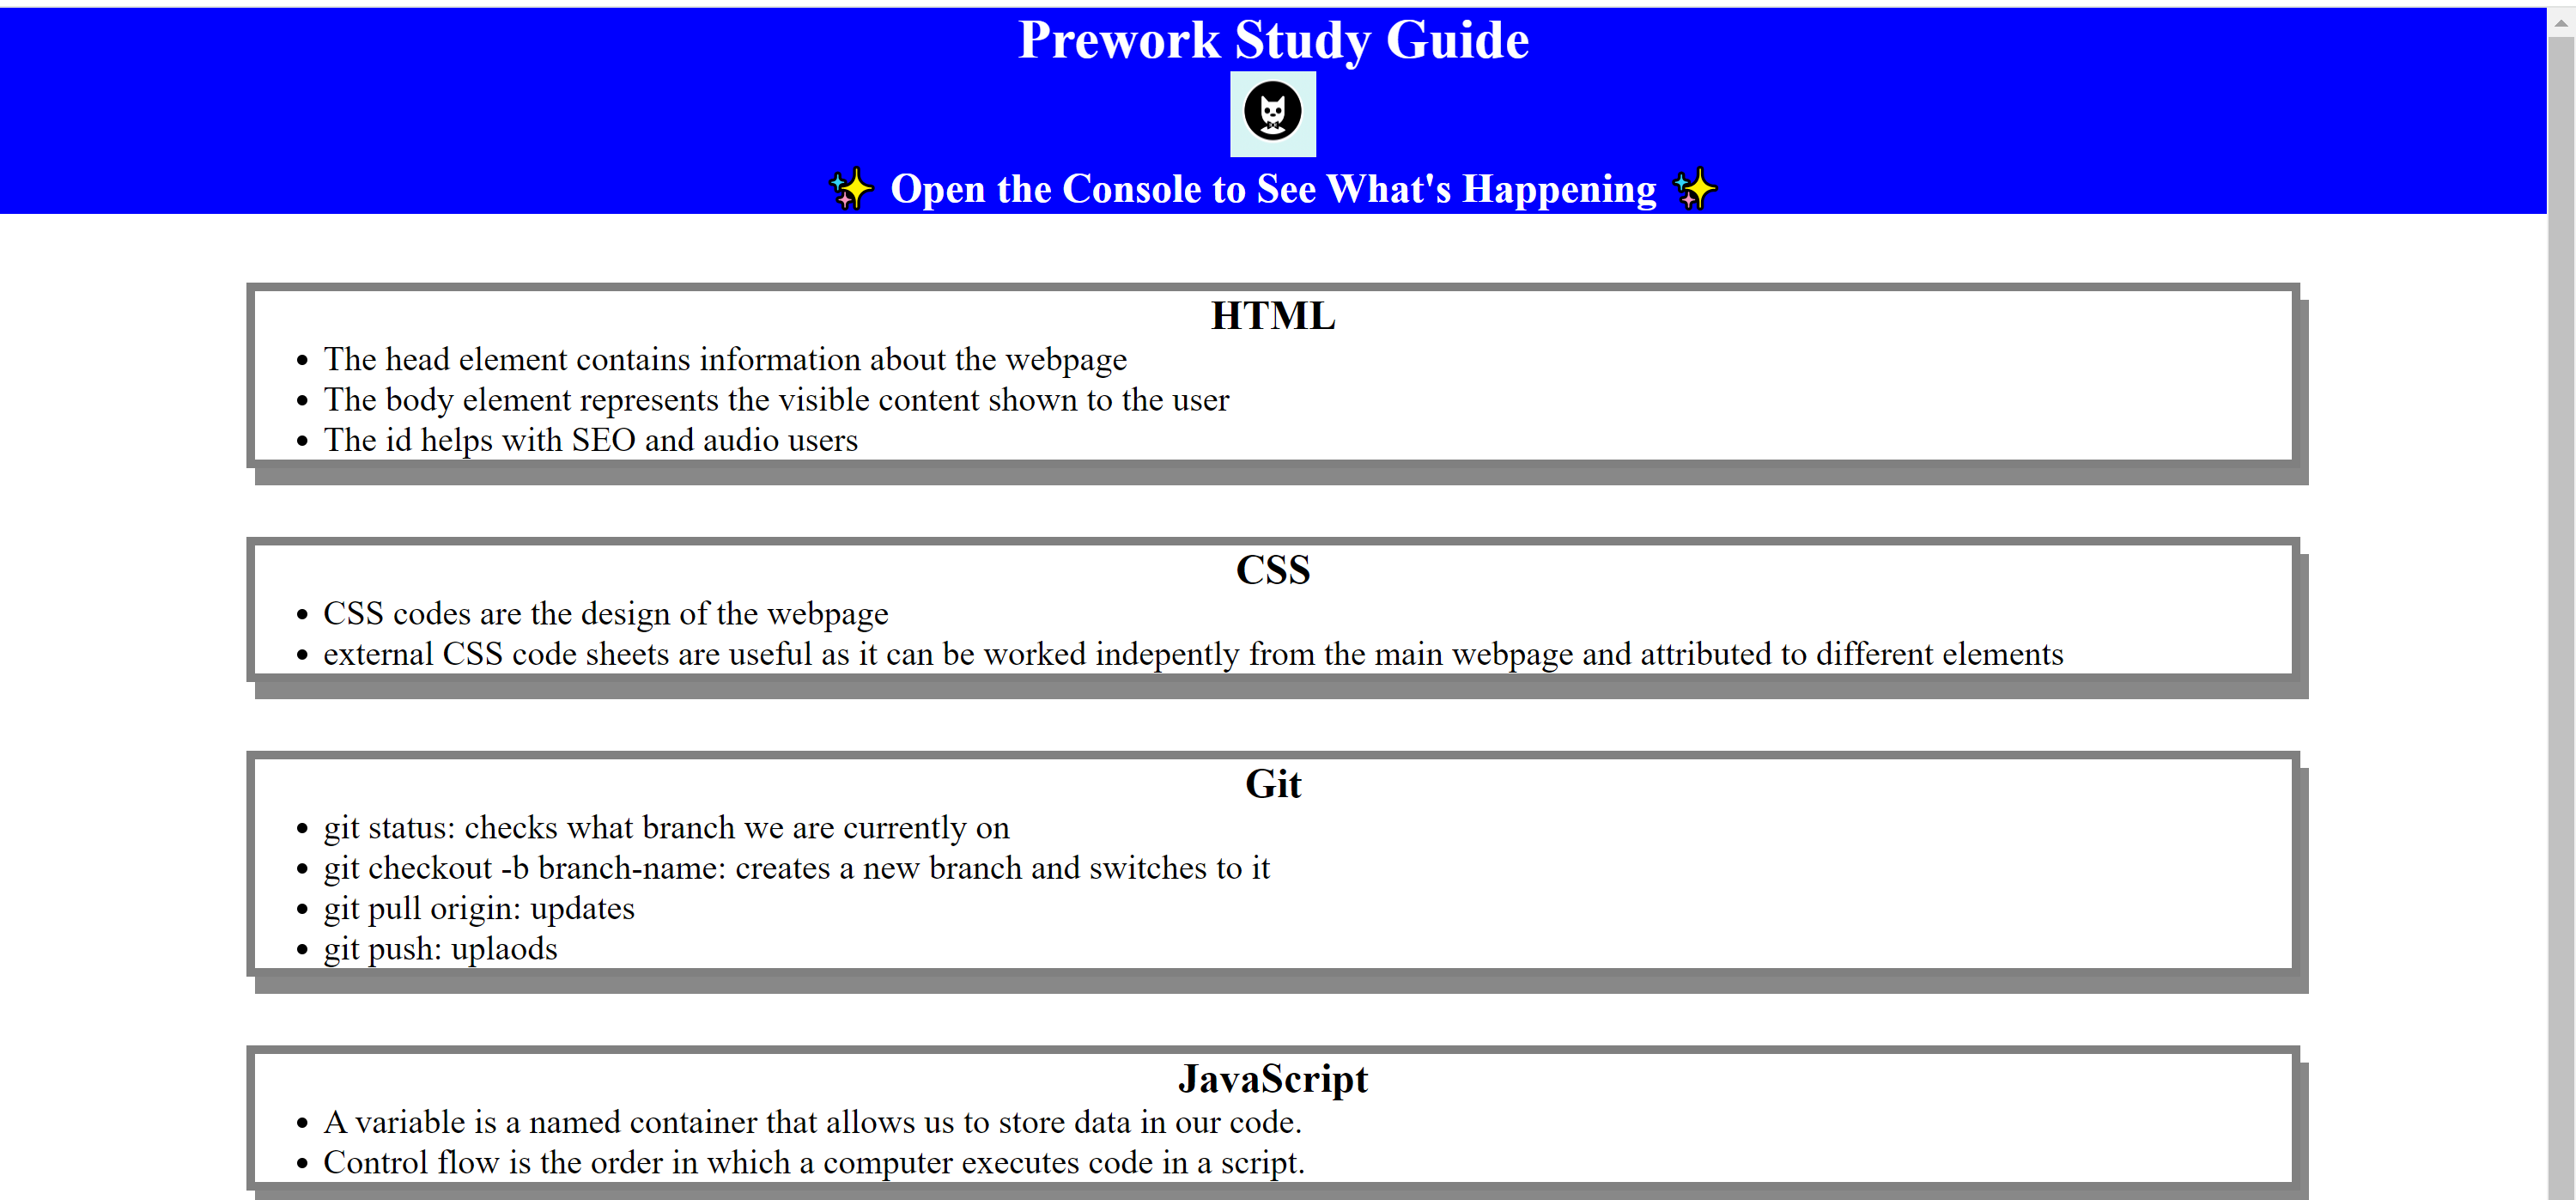 Prework Study Guide
✨ Open the Console to See What's Happening ✨
HTML
• The head element contains information about the webpage
• The body element represents the visible content shown to the user
• The id helps with SEO and audio users
CSS
• CSS codes are the design of the webpage
• external CSS code sheets are useful as it can be worked indepently from the main webpage and attributed to different elements
Git
• git status: checks what branch we are currently on
• git checkout -b branch-name: creates a new branch and switches to it
• git pull origin: updates
• git push: uplaods
JavaScript
• A variable is a named container that allows us to store data in our code.
• Control flow is the order in which a computer executes code in a script.